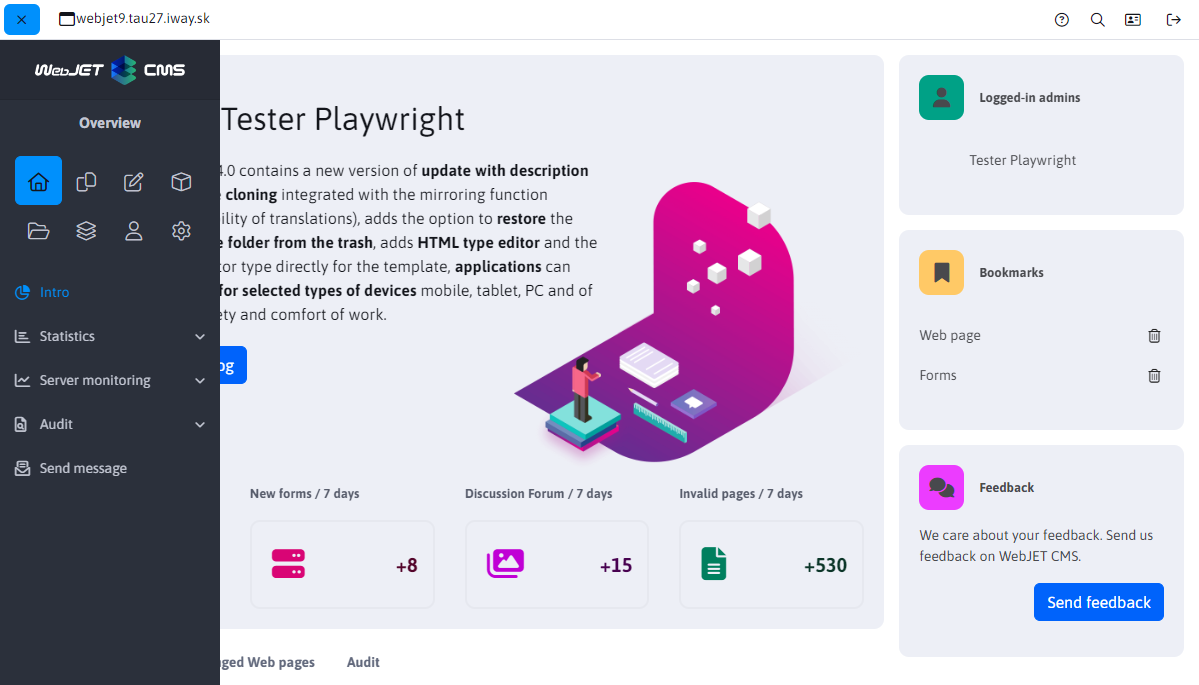 webjet9.tau27.iway.sk
WebJET CMS
Overview
Intro
Statistics
Server monitoring
Audit
Send message
Tester Playwright
4.0 contains a new version of update with description
cloning integrated with the mirroring function
ility of translations), adds the option to restore the
e folder from the trash, adds HTML type editor and the
tor type directly for the template, applications can
for selected types of devices mobile, tablet, PC and of
ety and comfort of work.
og
New forms / 7 days
+8
Discussion Forum / 7 days
+15
Invalid pages / 7 days
+530
nged Web pages
Audit
Logged-in admins
Tester Playwright
Bookmarks
Web page
Forms
Feedback
We care about your feedback. Send us
feedback on WebJET CMS.
Send feedback